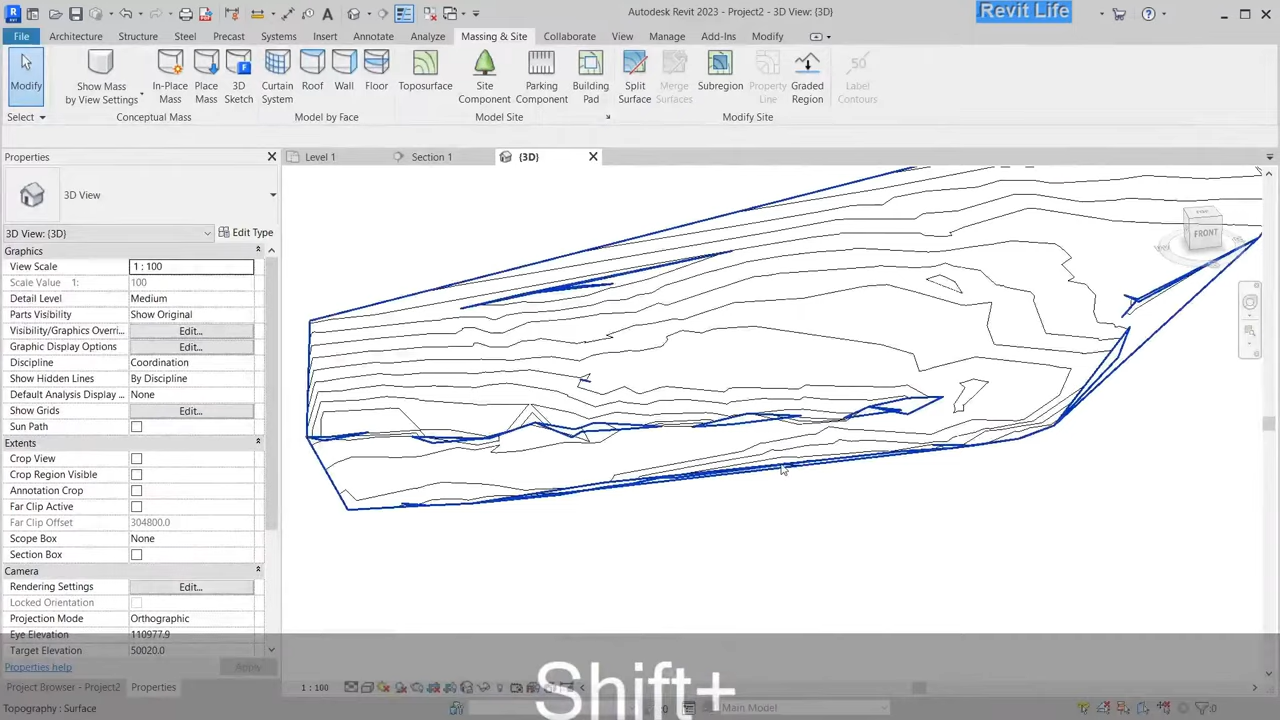 Autodesk Revit 2023 - Project2 - 3D View: {3D}
Revit Life
File Architecture Structure Steel Precast Systems Insert Annotate Analyze Massing & Site Collaborate View Manage Add-Ins Modify
Modify
Show Mass
by View Settings
In-Place
Mass
Place
Mass
3D
Sketch
Curtain
System
Roof
Wall
Floor
Toposurface
Site
Component
Parking
Component
Building
Pad
Split
Surface
Merge
Surfaces
Subregion
Property
Line
Graded
Region
50
Label
Contours
Select
Conceptual Mass
Model by Face
Model Site
Modify Site
Properties
Level 1
Section 1
{3D}
3D View
3D View: {3D}
Edit Type
Graphics
View Scale 1 : 100
Scale Value 1: 100
Detail Level Medium
Parts Visibility Show Original
Visibility/Graphics Overri... Edit...
Graphic Display Options Edit...
Discipline Coordination
Show Hidden Lines By Discipline
Default Analysis Display ... None
Show Grids Edit...
Sun Path
Extents
Crop View
Crop Region Visible
Annotation Crop
Far Clip Active
Far Clip Offset 304800.0
Scope Box None
Section Box
Camera
Rendering Settings Edit...
Locked Orientation
Projection Mode Orthographic
Eye Elevation 110977.9
Target Elevation 50020.0
Properties help
Apply
Project Browser - Project2
Properties
1 : 100
Topography : Surface
:0
Main Model
:0
FRONT
Shift+